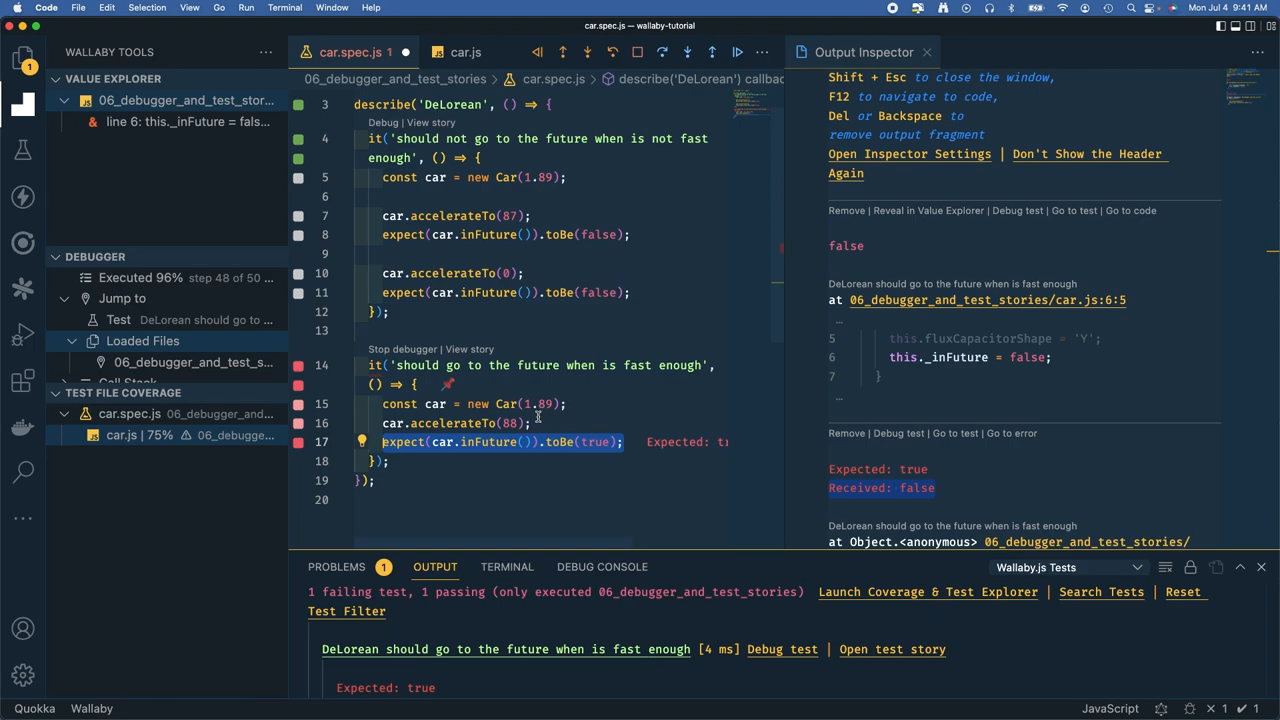 Code File Edit Selection View Go Run Terminal Window Help Mon Jul 4 9:41 AM
car.spec.js — wallaby-tutorial
WALLABY TOOLS ···
VALUE EXPLORER
06_debugger_and_test_stor...
& line 6: this._inFuture = fals...
DEBUGGER
Executed 96% step 48 of 50 ...
Jump to
Test DeLorean should go to ...
Loaded Files
06_debugger_and_test_s...
Call Stack
TEST FILE COVERAGE
car.spec.js 06_debugger_and...
car.js | 75% 06_debugge...
1
car.spec.js 1 JS car.js
06_debugger_and_test_stories > car.spec.js > describe('DeLorean') callbac
3 describe('DeLorean', () => {
Debug | View story
4 it('should not go to the future when is not fast
enough', () => {
5 const car = new Car(1.89);
6
7 car.accelerateTo(87);
8 expect(car.inFuture()).toBe(false);
9
10 car.accelerateTo(0);
11 expect(car.inFuture()).toBe(false);
12 });
13
Stop debugger | View story
14 it('should go to the future when is fast enough',
() => {
15 const car = new Car(1.89);
16 car.accelerateTo(88);
17 expect(car.inFuture()).toBe(true); Expected: tr
18 });
19 });
20
Output Inspector
Shift + Esc to close the window,
F12 to navigate to code,
Del or Backspace to
remove output fragment
Open Inspector Settings | Don't Show the Header
Again
Remove | Reveal in Value Explorer | Debug test | Go to test | Go to code
false
DeLorean should go to the future when is fast enough
at 06_debugger_and_test_stories/car.js:6:5
…
5 this.fluxCapacitorShape = 'Y';
6 this._inFuture = false;
7 }
…
Remove | Debug test | Go to test | Go to error
Expected: true
Received: false
DeLorean should go to the future when is fast enough
at Object.<anonymous> 06_debugger_and_test_stories/
PROBLEMS 1 OUTPUT TERMINAL DEBUG CONSOLE Wallaby.js Tests
1 failing test, 1 passing (only executed 06_debugger_and_test_stories) Launch Coverage & Test Explorer | Search Tests | Reset
Test Filter
DeLorean should go to the future when is fast enough [4 ms] Debug test | Open test story
Expected: true
Quokka Wallaby JavaScript 1 1